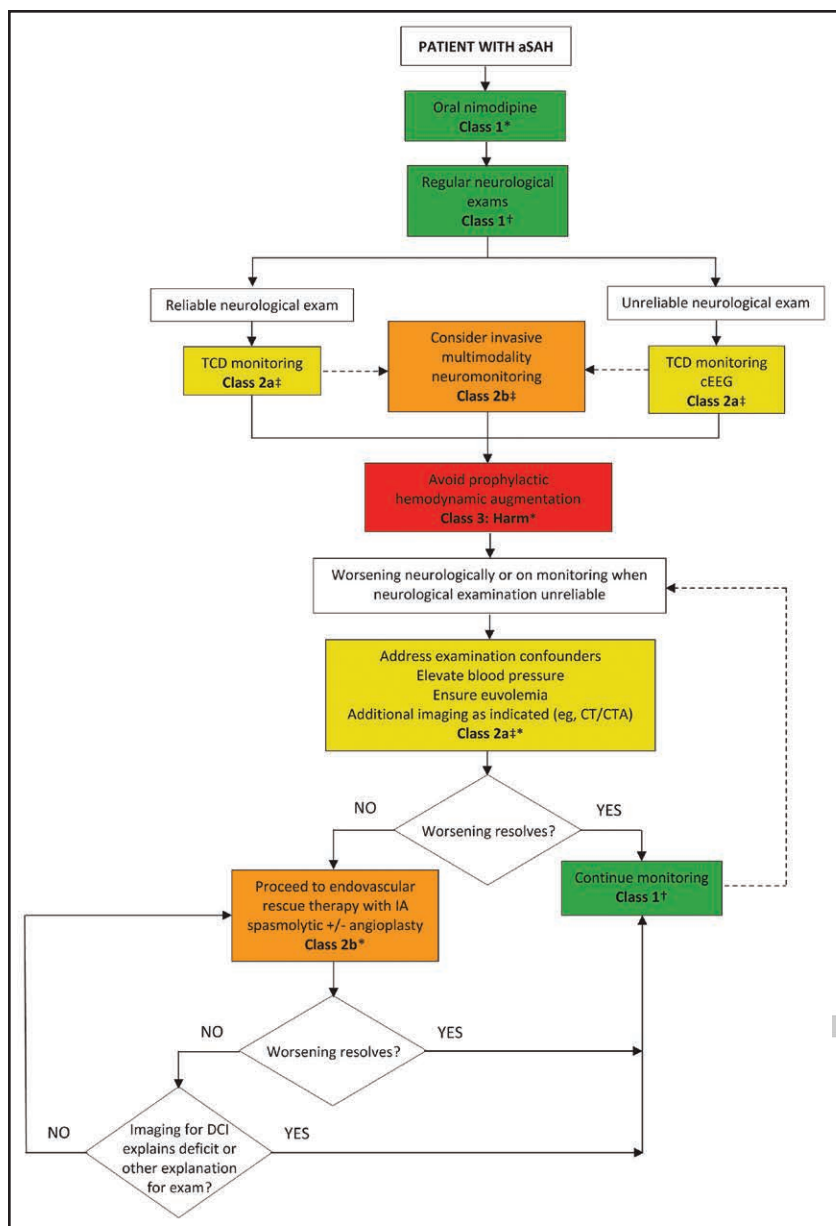 PATIENT WITH aSAH
Oral nimodipine
Class 1*
Regular neurological
exams
Class 1†
Reliable neurological exam
Unreliable neurological exam
TCD monitoring
Class 2a‡
Consider invasive
multimodality
neuromonitoring
Class 2b‡
TCD monitoring
cEEG
Class 2a‡
Avoid prophylactic
hemodynamic augmentation
Class 3: Harm*
Worsening neurologically or on monitoring when
neurological examination unreliable
Address examination confounders
Elevate blood pressure
Ensure euvolemia
Additional imaging as indicated (eg, CT/CTA)
Class 2a‡*
NO
YES
Worsening resolves?
Proceed to endovascular
rescue therapy with IA
spasmolytic +/- angioplasty
Class 2b*
Continue monitoring
Class 1†
NO
YES
Worsening resolves?
NO
YES
Imaging for DCI
explains deficit or
other explanation
for exam?